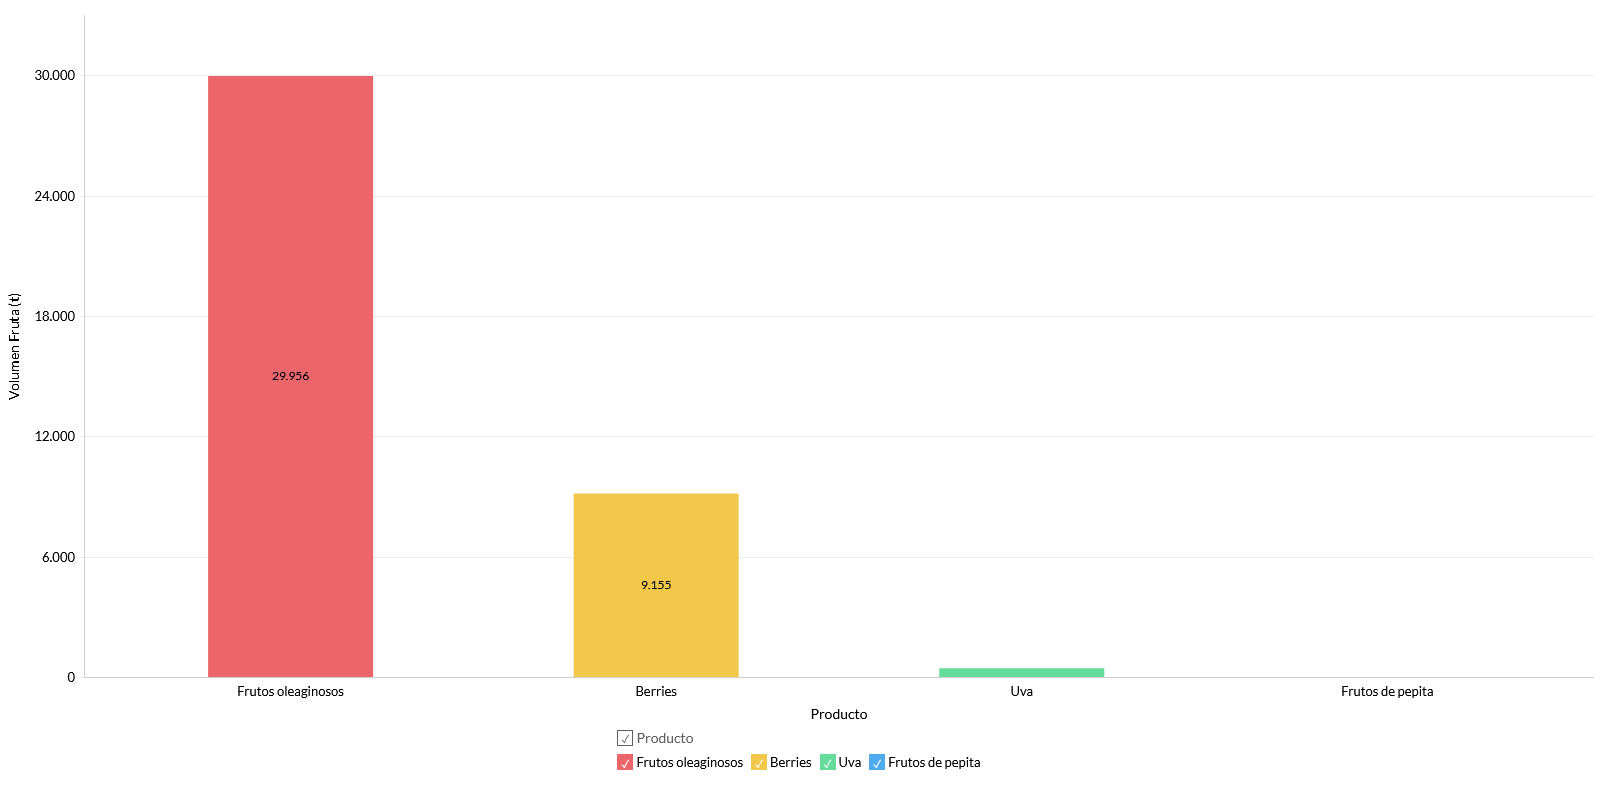 30.000
24.000
18.000
12.000
6.000
0
Volumen Fruta (t)
29.956
9.155
Frutos oleaginosos
Berries
Uva
Frutos de pepita
Producto
Producto
Frutos oleaginosos Berries Uva Frutos de pepita